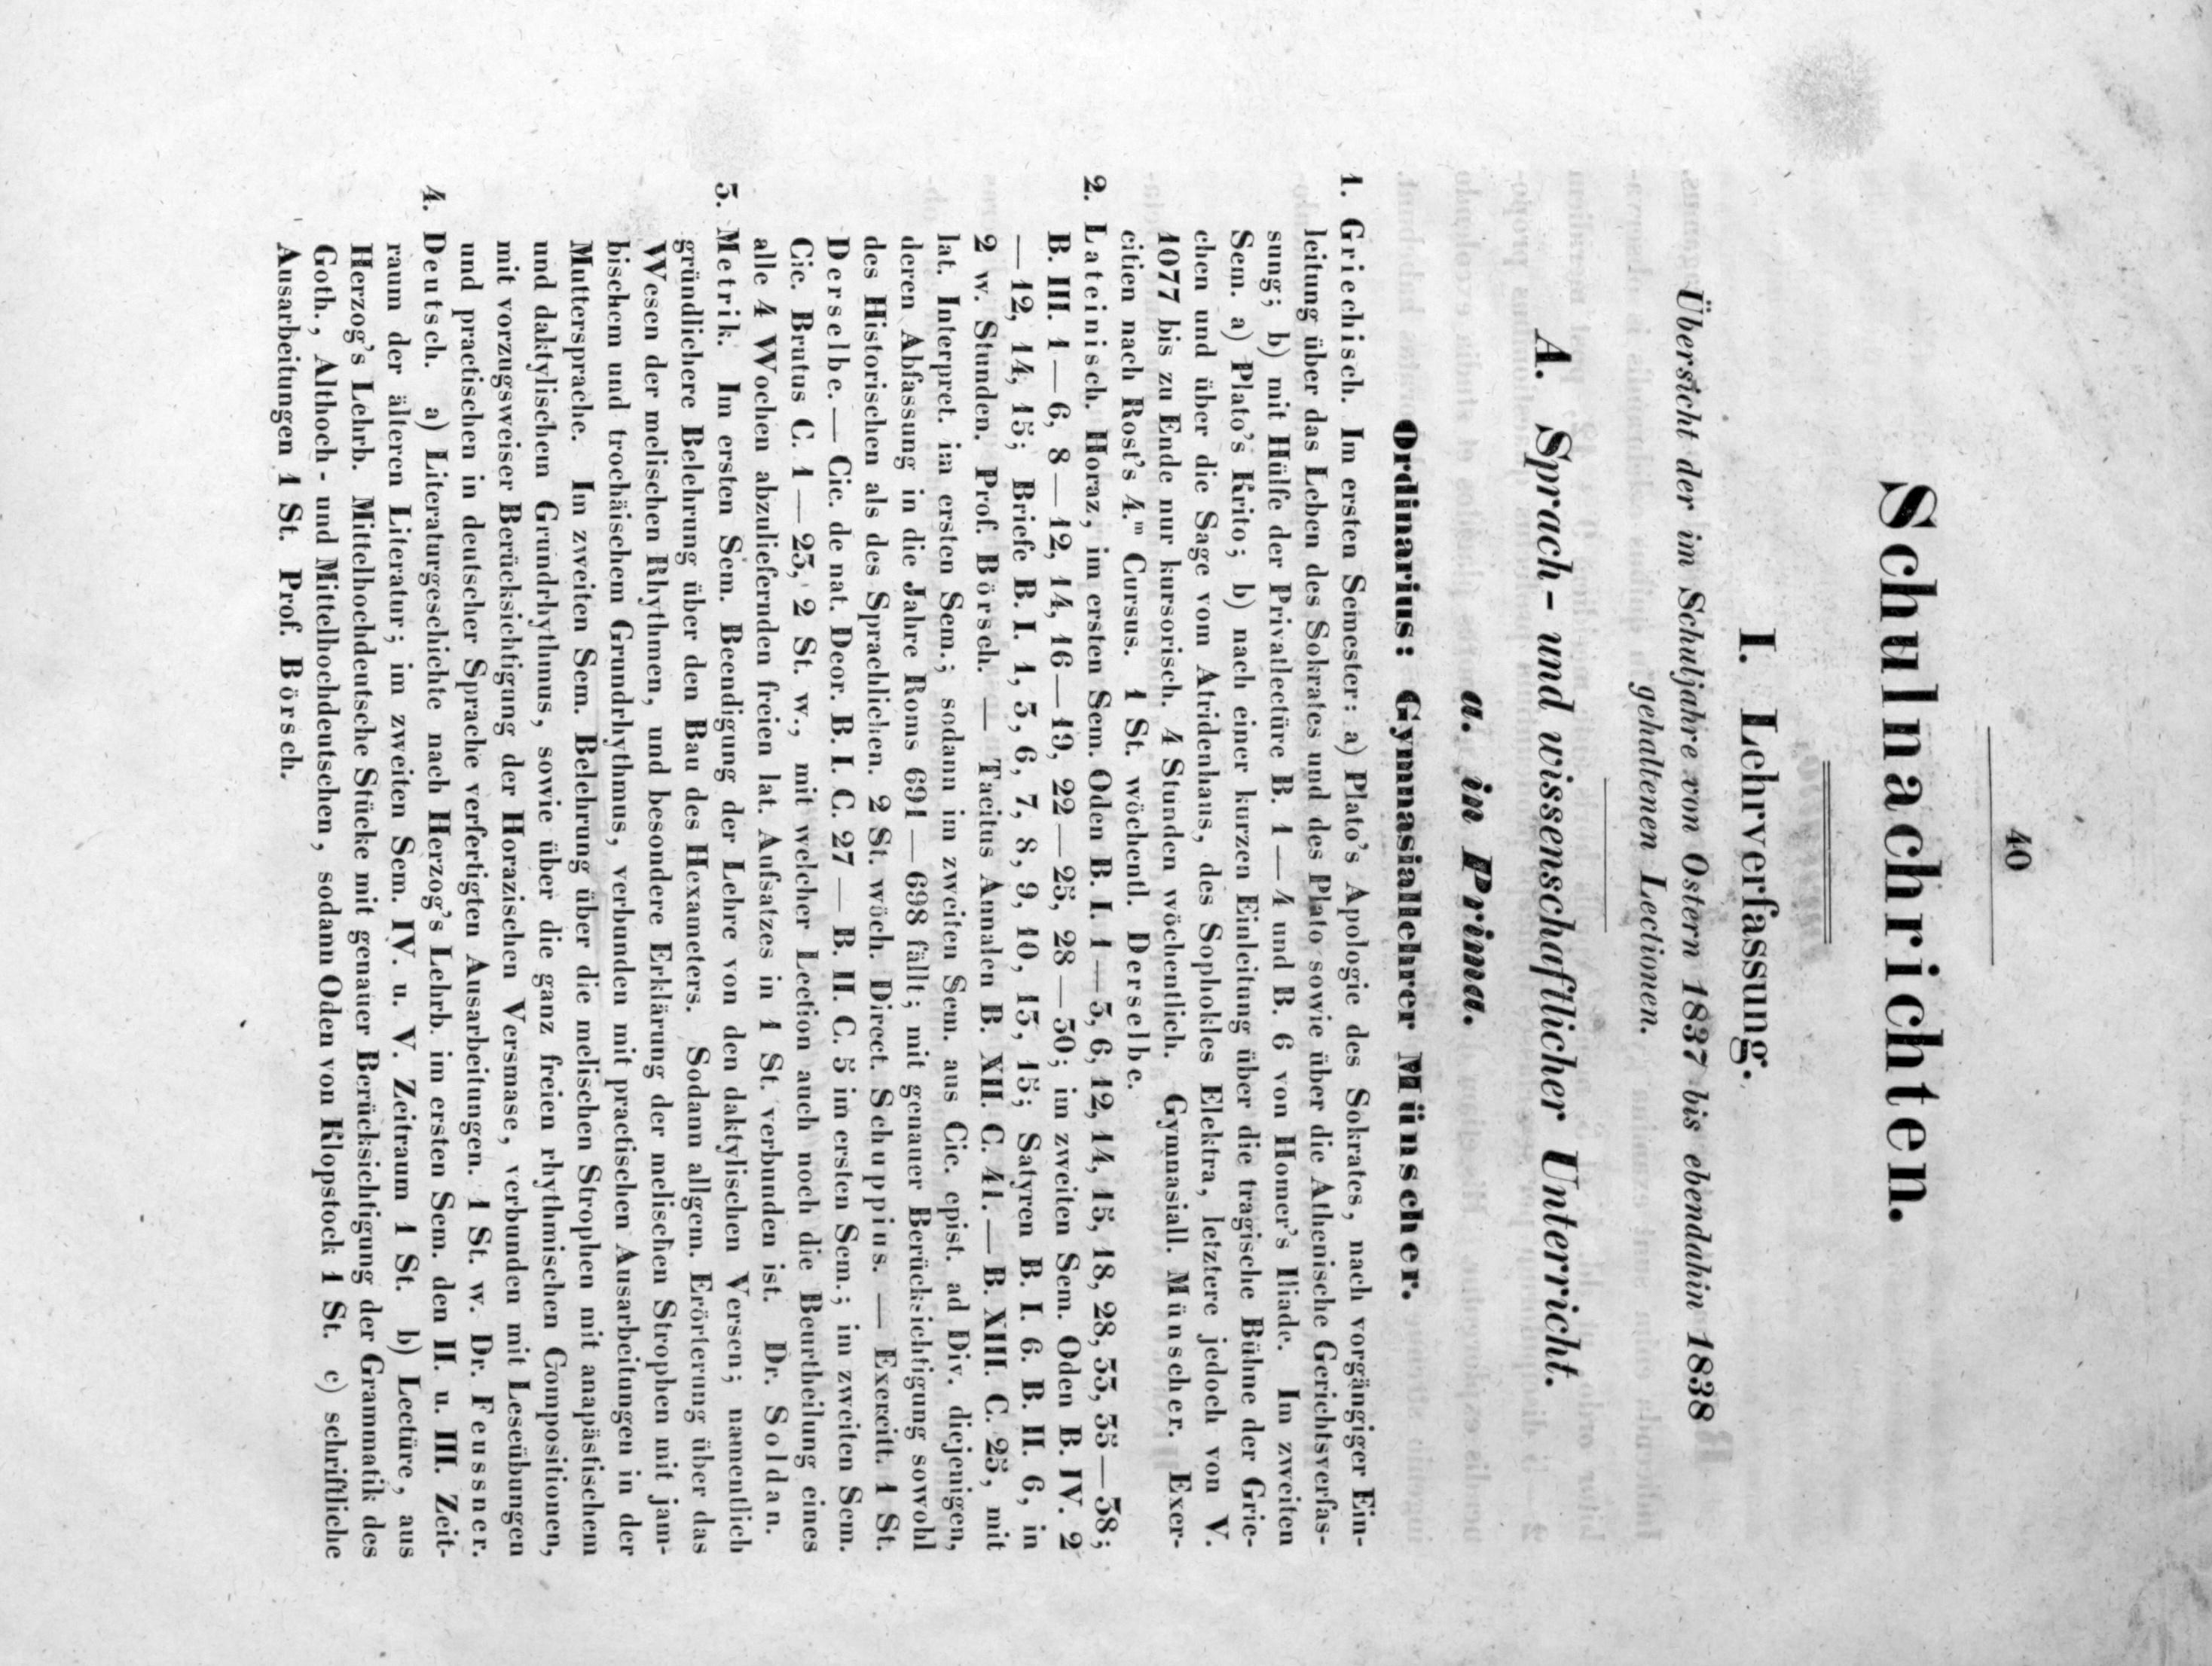 40
Schulnachrichten.
I. Lehrverfassung.
Übersicht der im Schuljahre von Ostern 1837 bis ebendahin 1838
gehaltenen Lectionen.
A. Sprach- und wissenschaftlicher Unterricht.
a. in Prima.
Ordinarius: Gymnasiallehrer Münscher.
1. Griechisch. Im ersten Semester: a) Plato's Apologie des Sokrates, nach vorgängiger Ein-
leitung über das Leben des Sokrates und des Plato sowie über die Athenische Gerichtsverfas-
sung; b) mit Hülfe der Privatlectüre B. 1—4 und B. 6 von Homer's Iliade. Im zweiten
Sem. a) Plato's Krito; b) nach einer kurzen Einleitung über die tragische Bühne der Grie-
chen und über die Sage vom Atridenhaus, des Sophokles Elektra, letztere jedoch von V.
1077 bis zu Ende nur kursorisch. 4 Stunden wöchentlich. Gymnasiall. Münscher. Exer-
citien nach Rost's 4.m Cursus. 1 St. wöchentl. Derselbe.
2. Lateinisch. Horaz, im ersten Sem. Oden B. I. 1—3, 6, 12, 14, 15, 18, 28, 33, 35—38;
B. III. 1—6, 8—12, 14, 16—19, 22—25, 28—30; im zweiten Sem. Oden B. IV. 2
—12, 14, 15; Briefe B. I. 1, 3, 6, 7, 8, 9, 10, 13, 15; Satyren B. I. 6. B. II. 6, in
2 w. Stunden. Prof. Börsch. — Tacitus Annalen B. XII. C. 41.—B. XIII. C. 25, mit
lat. Interpret. im ersten Sem.; sodann im zweiten Sem. aus Cic. epist. ad Div. diejenigen,
deren Abfassung in die Jahre Roms 691—698 fällt; mit genauer Berücksichtigung sowohl
des Historischen als des Sprachlichen. 2 St. wöch. Direct. Schuppius. — Exercitt. 1 St.
Derselbe.— Cic. de nat. Deor. B. I. C. 27 — B. II. C. 5 im ersten Sem.; im zweiten Sem.
Cic. Brutus C. 1—23, 2 St. w., mit welcher Lection auch noch die Beurtheilung eines
alle 4 Wochen abzuliefernden freien lat. Aufsatzes in 1 St. verbunden ist. Dr. Soldan.
3. Metrik. Im ersten Sem. Beendigung der Lehre von den daktylischen Versen; namentlich
gründlichere Belehrung über den Bau des Hexameters. Sodann allgem. Erörterung über das
Wesen der melischen Rhythmen, und besondere Erklärung der melischen Strophen mit jam-
bischem und trochäischem Grundrhythmus, verbunden mit practischen Ausarbeitungen in der
Muttersprache. Im zweiten Sem. Belehrung über die melischen Strophen mit anapästischem
und daktylischem Grundrhythmus, sowie über die ganz freien rhythmischen Compositionen,
mit vorzugsweiser Berücksichtigung der Horazischen Versmase, verbunden mit Leseübungen
und practischen in deutscher Sprache verfertigten Ausarbeitungen. 1 St. w. Dr. Feussner.
4. Deutsch. a) Literaturgeschichte nach Herzog's Lehrb. im ersten Sem. den II. u. III. Zeit-
raum der älteren Literatur; im zweiten Sem. IV. u. V. Zeitraum 1 St. b) Lectüre, aus
Herzog's Lehrb. Mittelhochdeutsche Stücke mit genauer Berücksichtigung der Grammatik des
Goth., Althoch- und Mittelhochdeutschen, sodann Oden von Klopstock 1 St. c) schriftliche
Ausarbeitungen 1 St. Prof. Börsch.